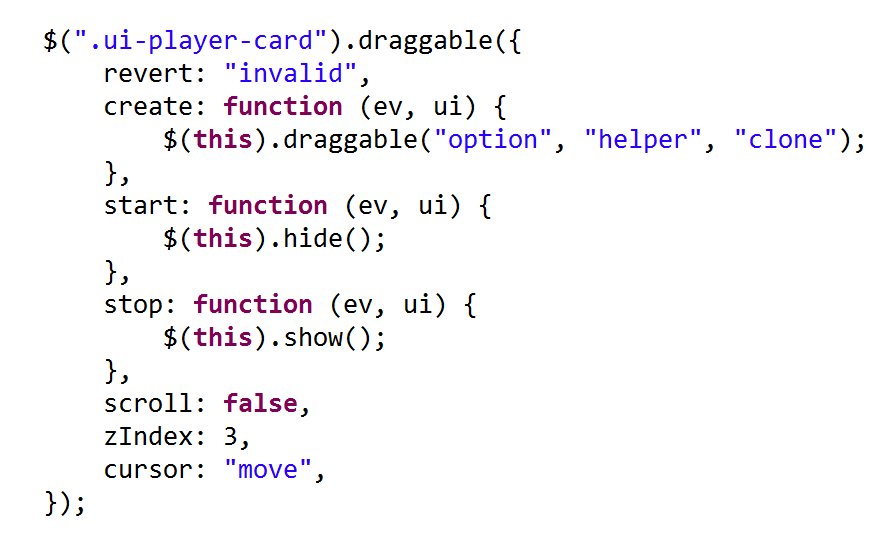 $(".ui-player-card").draggable({
    revert: "invalid",
    create: function (ev, ui) {
        $(this).draggable("option", "helper", "clone");
    },
    start: function (ev, ui) {
        $(this).hide();
    },
    stop: function (ev, ui) {
        $(this).show();
    },
    scroll: false,
    zIndex: 3,
    cursor: "move",
});